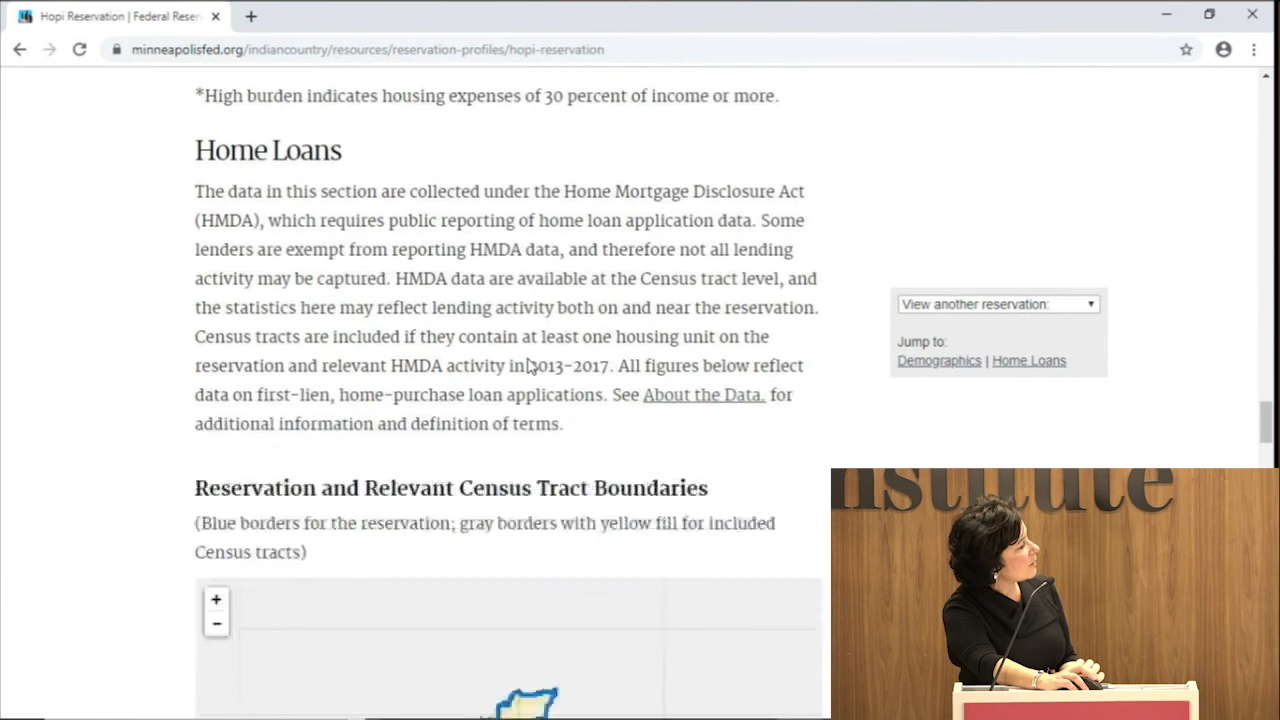 Hopi Reservation | Federal Reser
minneapolisfed.org/indiancountry/resources/reservation-profiles/hopi-reservation
*High burden indicates housing expenses of 30 percent of income or more.
Home Loans
The data in this section are collected under the Home Mortgage Disclosure Act
(HMDA), which requires public reporting of home loan application data. Some
lenders are exempt from reporting HMDA data, and therefore not all lending
activity may be captured. HMDA data are available at the Census tract level, and
the statistics here may reflect lending activity both on and near the reservation.
Census tracts are included if they contain at least one housing unit on the
reservation and relevant HMDA activity in 2013-2017. All figures below reflect
data on first-lien, home-purchase loan applications. See About the Data. for
additional information and definition of terms.
View another reservation:
Jump to:
Demographics | Home Loans
Reservation and Relevant Census Tract Boundaries
(Blue borders for the reservation; gray borders with yellow fill for included
Census tracts)
+
-
nstitute